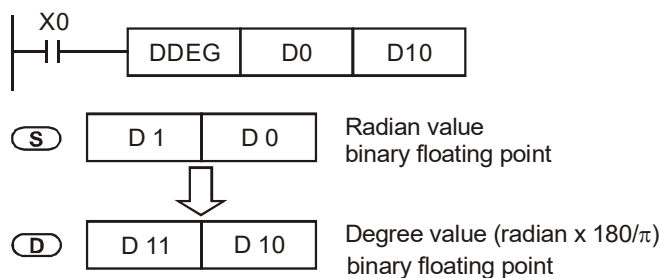 X0
DDEG D0 D10
S D 1 D 0 Radian value
binary floating point
D D 11 D 10 Degree value (radian x 180/π)
binary floating point